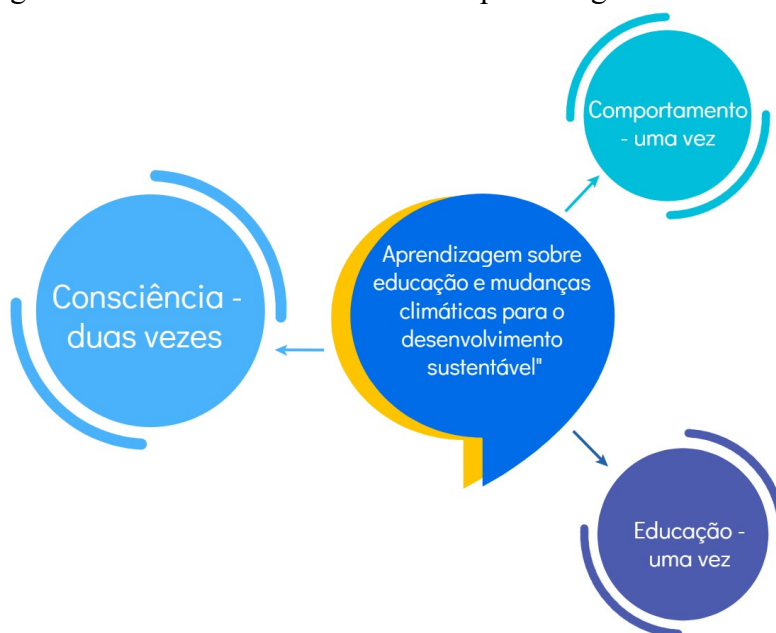 Comportamento
- uma vez
Aprendizagem sobre
educação e mudanças
climáticas para o
desenvolvimento
sustentável"
Consciência -
duas vezes
Educação -
uma vez